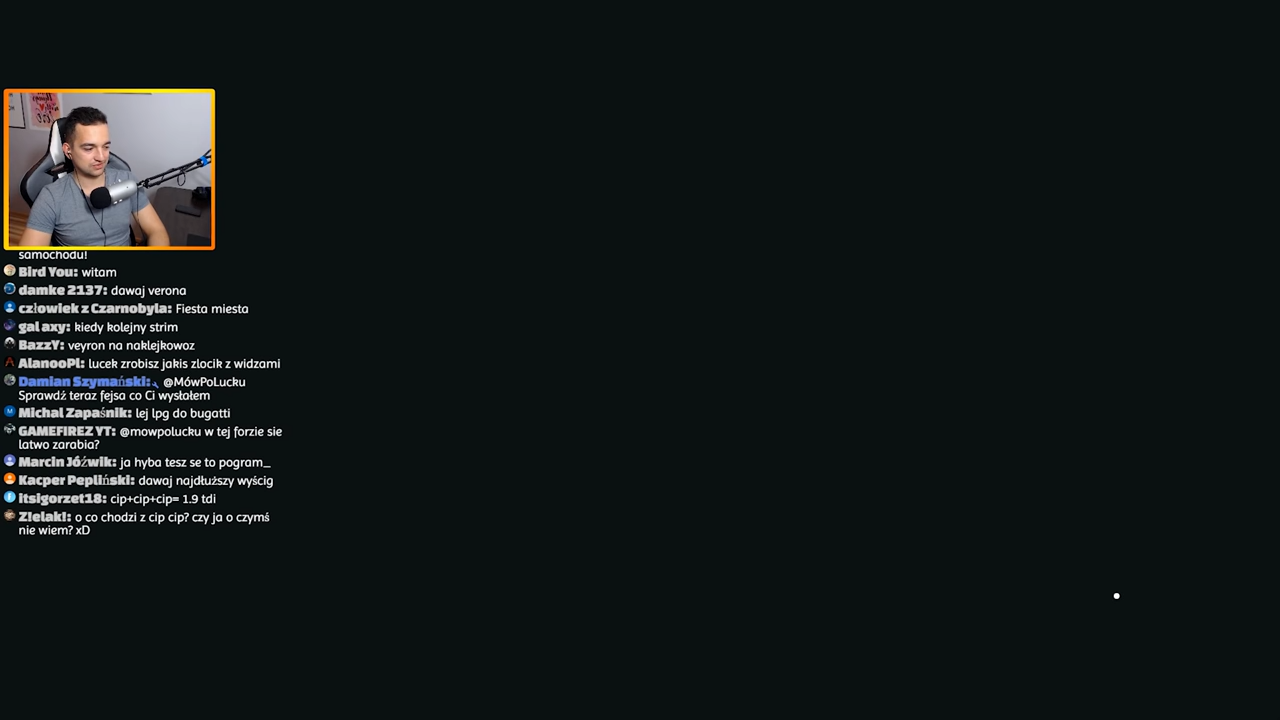 samochodu!
Bird You: witam
damke 2137: dawaj verona
człowiek z Czarnobyla: Fiesta miesta
gal axy: kiedy kolejny strim
BazzY: veyron na naklejkowoz
AlanooPl: lucek zrobisz jakis zlocik z widzami
Damian Szymański: @MówPoLucku
Sprawdź teraz fejsa co Ci wysłałem
Michal Zapaśnik: lej lpg do bugatti
GAMEFIREZ YT: @mowpolucku w tej forzie sie
latwo zarabia?
Marcin Jóźwik: ja hyba tesz se to pogram_
Kacper Pepliński: dawaj najdłuższy wyścig
itsigorzet18: cip+cip+cip= 1.9 tdi
Z!elak!: o co chodzi z cip cip? czy ja o czymś
nie wiem? xD